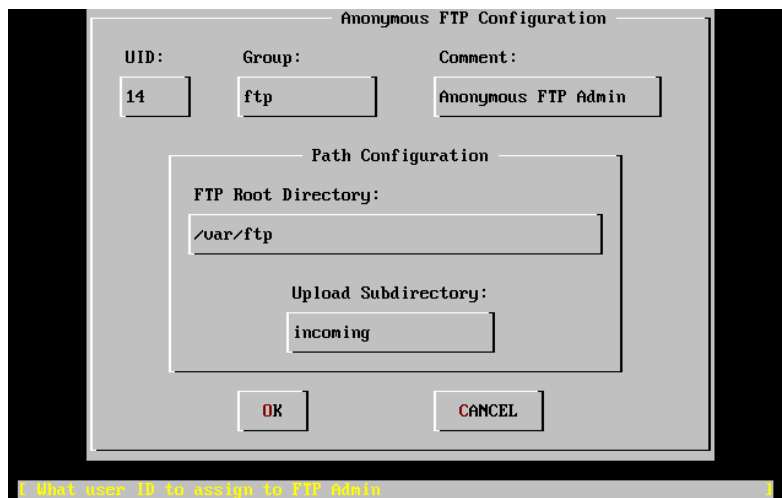 Anonymous FTP Configuration
UID: Group: Comment:
14 ftp Anonymous FTP Admin
Path Configuration
FTP Root Directory:
/var/ftp
Upload Subdirectory:
incoming
OK CANCEL
[ What user ID to assign to FTP Admin ]